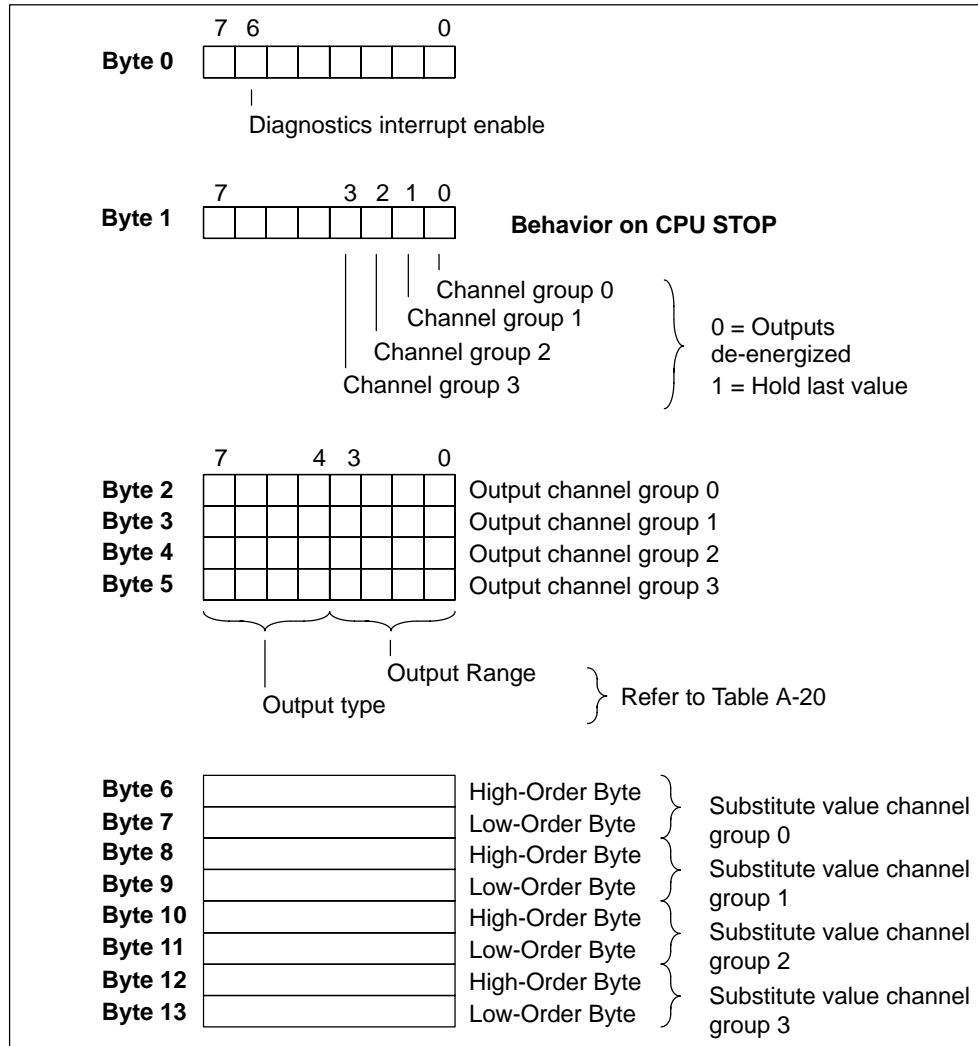 7 6 0
Byte 0
Diagnostics interrupt enable
7 3 2 1 0
Byte 1
Behavior on CPU STOP
Channel group 0
Channel group 1
Channel group 2
Channel group 3
0 = Outputs
de-energized
1 = Hold last value
7 4 3 0
Byte 2 Output channel group 0
Byte 3 Output channel group 1
Byte 4 Output channel group 2
Byte 5 Output channel group 3
Output Range
Output type
Refer to Table A-20
Byte 6 High-Order Byte
Byte 7 Low-Order Byte
Substitute value channel
group 0
Byte 8 High-Order Byte
Byte 9 Low-Order Byte
Substitute value channel
group 1
Byte 10 High-Order Byte
Byte 11 Low-Order Byte
Substitute value channel
group 2
Byte 12 High-Order Byte
Byte 13 Low-Order Byte
Substitute value channel
group 3